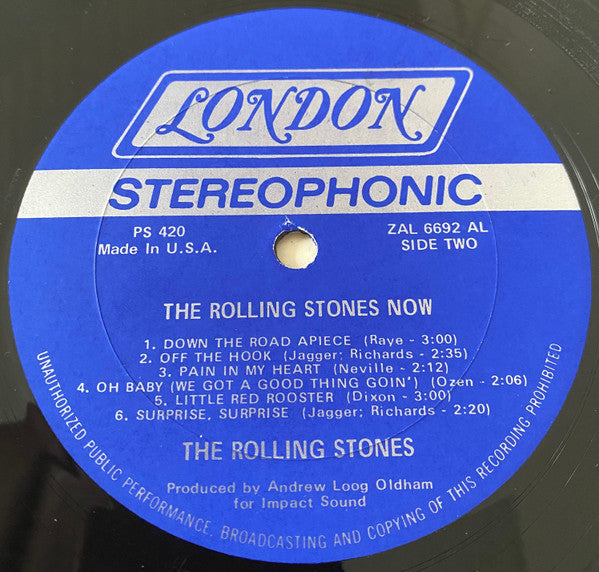 LONDON
STEREOPHONIC
PS 420
Made In U.S.A.
ZAL 6692 AL
SIDE TWO
THE ROLLING STONES NOW
1. DOWN THE ROAD APIECE (Raye - 3:00)
2. OFF THE HOOK (Jagger; Richards - 2:35)
3. PAIN IN MY HEART (Neville - 2:12)
4. OH BABY (WE GOT A GOOD THING GOIN') (Ozen - 2:06)
5. LITTLE RED ROOSTER (Dixon - 3:00)
6. SURPRISE, SURPRISE (Jagger; Richards - 2:20)
THE ROLLING STONES
Produced by Andrew Loog Oldham
for Impact Sound
UNAUTHORIZED PUBLIC PERFORMANCE, BROADCASTING AND COPYING OF THIS RECORDING PROHIBITED